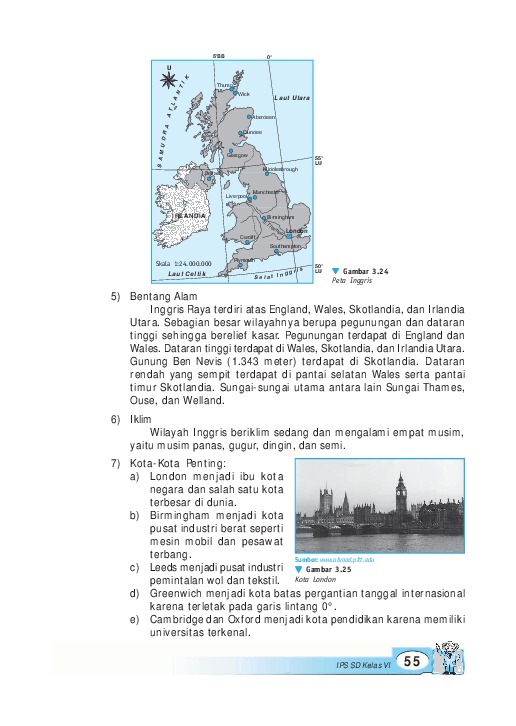 5°BB 0°
U
SAMUDRA ATLANTIK
Laut Utara
Thurso
Wick
Aberdeen
Dundee
Glasgow
55°
LU
Belfast
Middlesbrough
Liverpool
Manchester
IRLANDIA
Birmingham
Cardiff
London
Southampton
Plymouth
Skala 1:24.000.000
Laut Celtik
Selat Inggris
50°
LU
Gambar 3.24
Peta Inggris
5) Bentang Alam
Inggris Raya terdiri atas England, Wales, Skotlandia, dan Irlandia
Utara. Sebagian besar wilayahnya berupa pegunungan dan dataran
tinggi sehingga berelief kasar. Pegunungan terdapat di England dan
Wales. Dataran tinggi terdapat di Wales, Skotlandia, dan Irlandia Utara.
Gunung Ben Nevis (1.343 meter) terdapat di Skotlandia. Dataran
rendah yang sempit terdapat di pantai selatan Wales serta pantai
timur Skotlandia. Sungai-sungai utama antara lain Sungai Thames,
Ouse, dan Welland.
6) Iklim
Wilayah Inggris beriklim sedang dan mengalami empat musim,
yaitu musim panas, gugur, dingin, dan semi.
7) Kota-Kota Penting:
a) London menjadi ibu kota
negara dan salah satu kota
terbesar di dunia.
b) Birmingham menjadi kota
pusat industri berat seperti
mesin mobil dan pesawat
terbang.
c) Leeds menjadi pusat industri
pemintalan wol dan tekstil.
Sumber: www.abroad.pitt.edu
Gambar 3.25
Kota London
d) Greenwich menjadi kota batas pergantian tanggal internasional
karena terletak pada garis lintang 0°.
e) Cambridge dan Oxford menjadi kota pendidikan karena memiliki
universitas terkenal.
IPS SD Kelas VI 55